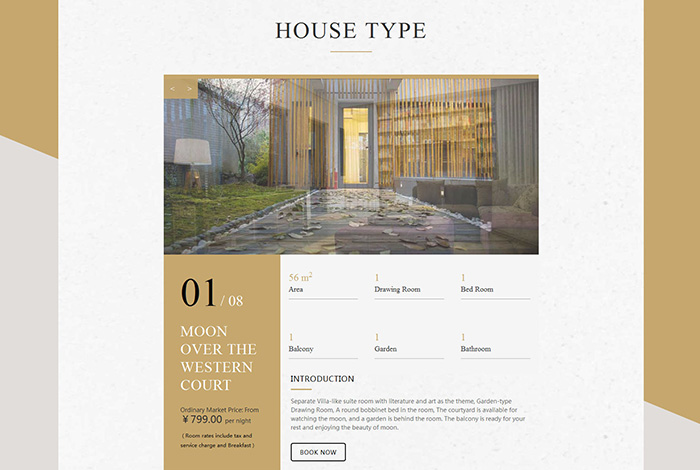 HOUSE TYPE
< >
01 / 08
MOON
OVER THE
WESTERN
COURT
Ordinary Market Price: From
¥ 799.00 per night
( Room rates include tax and
service charge and Breakfast )
56 m²
Area
1
Drawing Room
1
Bed Room
1
Balcony
1
Garden
1
Bathroom
INTRODUCTION
Separate Villa-like suite room with literature and art as the theme, Garden-type
Drawing Room, A round bobbinet bed in the room. The courtyard is available for
watching the moon, and a garden is behind the room. The balcony is ready for your
rest and enjoying the beauty of moon.
BOOK NOW